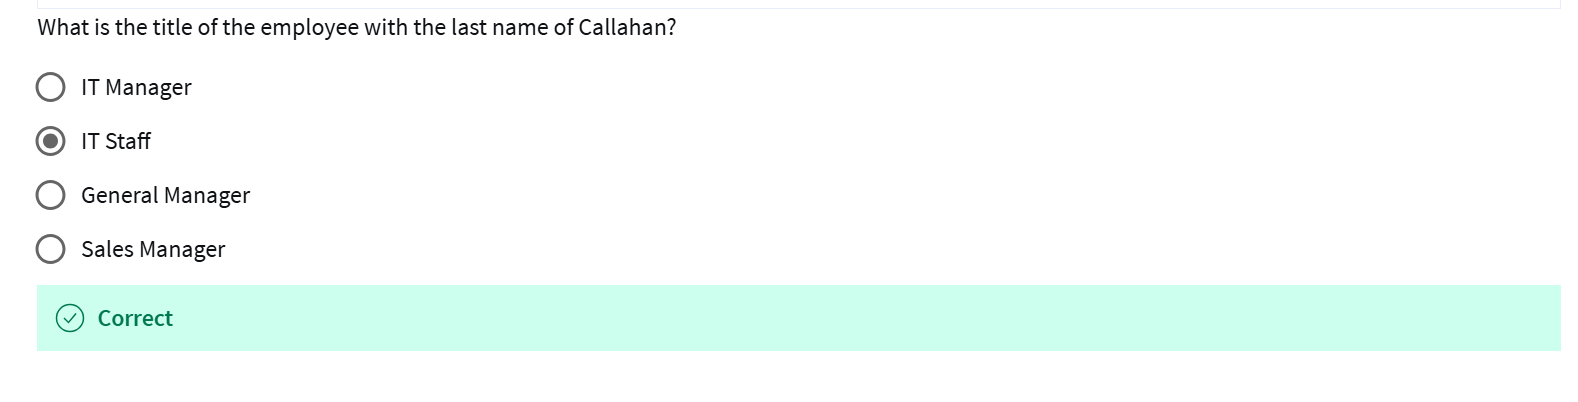 What is the title of the employee with the last name of Callahan?
IT Manager
IT Staff
General Manager
Sales Manager
Correct